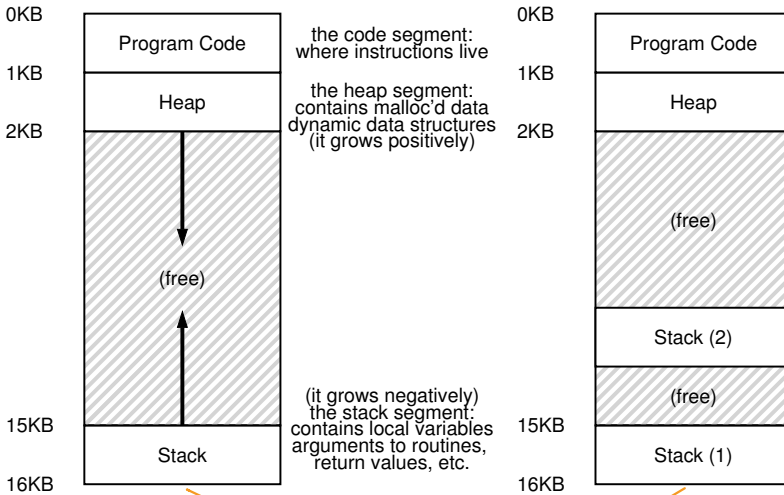 0KB
Program Code
the code segment:
where instructions live
1KB
Heap
the heap segment:
contains malloc'd data
dynamic data structures
(it grows positively)
2KB
(free)
(it grows negatively)
the stack segment:
contains local variables
arguments to routines,
return values, etc.
15KB
Stack
16KB
0KB
Program Code
1KB
Heap
2KB
(free)
Stack (2)
(free)
15KB
Stack (1)
16KB